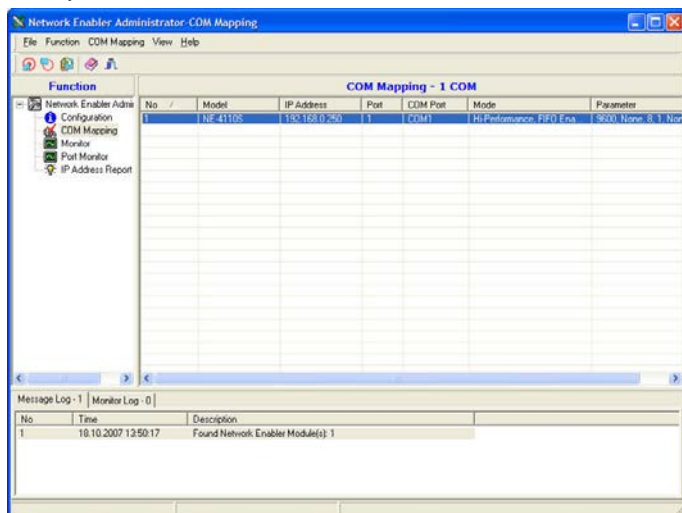 Network Enabler Administrator-COM Mapping
File Function COM Mapping View Help
Function
COM Mapping - 1 COM
Network Enabler Admi
Configuration
COM Mapping
Monitor
Port Monitor
IP Address Report
No / Model IP Address Port COM Port Mode Parameter
1 NE-4110S 192.168.0.250 1 COM1 Hi-Performance, FIFO Ena... 9600, None, 8, 1, Non
Message Log - 1 Monitor Log - 0
No Time Description
1 18.10.2007 13:50:17 Found Network Enabler Module(s): 1